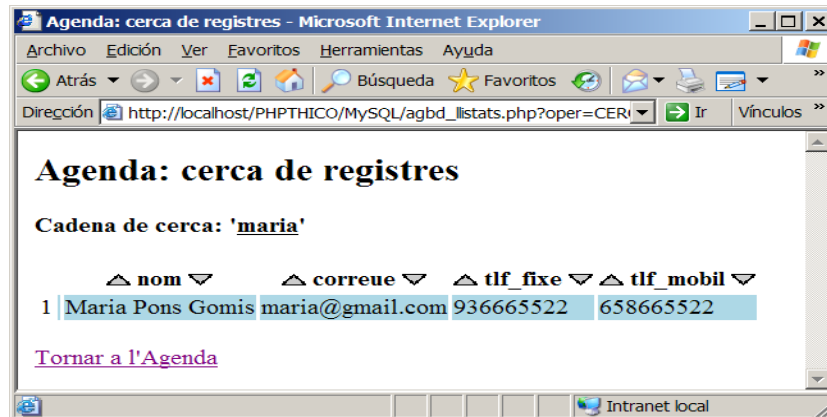 Agenda: cerca de registres - Microsoft Internet Explorer
Archivo Edición Ver Favoritos Herramientas Ayuda
Atrás Búsqueda Favoritos »
Dirección http://localhost/PHPTHICO/MySQL/agbd_llistats.php?oper=CER Ir Vínculos »
Agenda: cerca de registres
Cadena de cerca: 'maria'
nom correue tlf_fixe tlf_mobil
1 Maria Pons Gomis maria@gmail.com 936665522 658665522
Tornar a l'Agenda
Intranet local